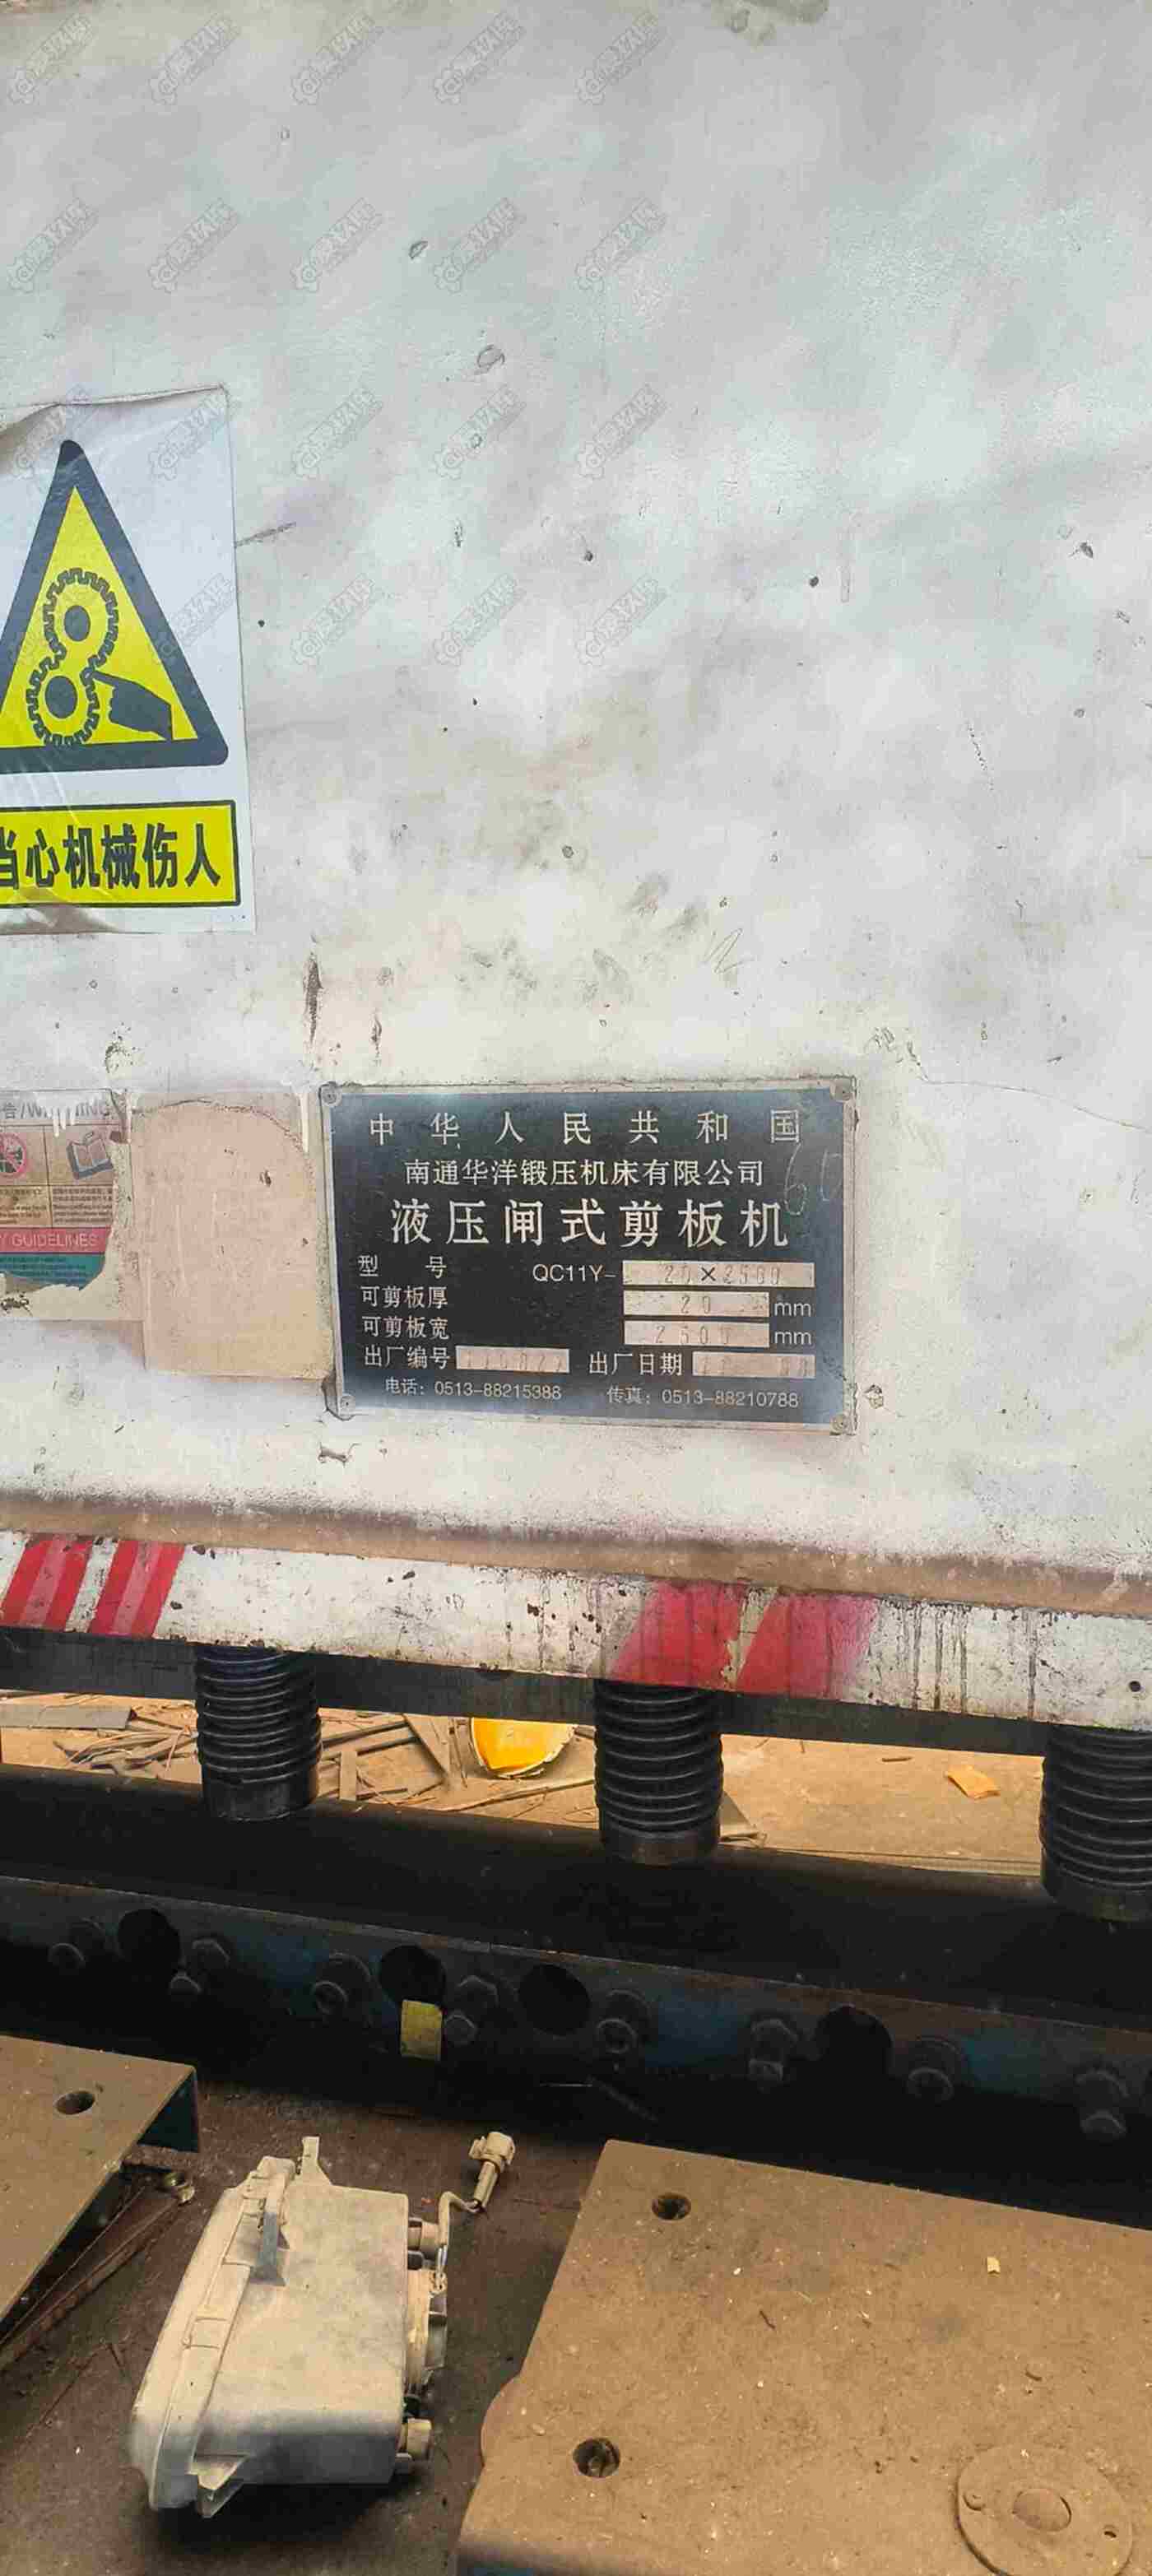 当心机械伤人
告/WARNING
Y GUIDELINES
中华人民共和国
南通华洋锻压机床有限公司
液压闸式剪板机
型号 QC11Y- 20×2500
可剪板厚 20 mm
可剪板宽 2500 mm
出厂编号 出厂日期
电话：0513-88215388 传真：0513-88210788